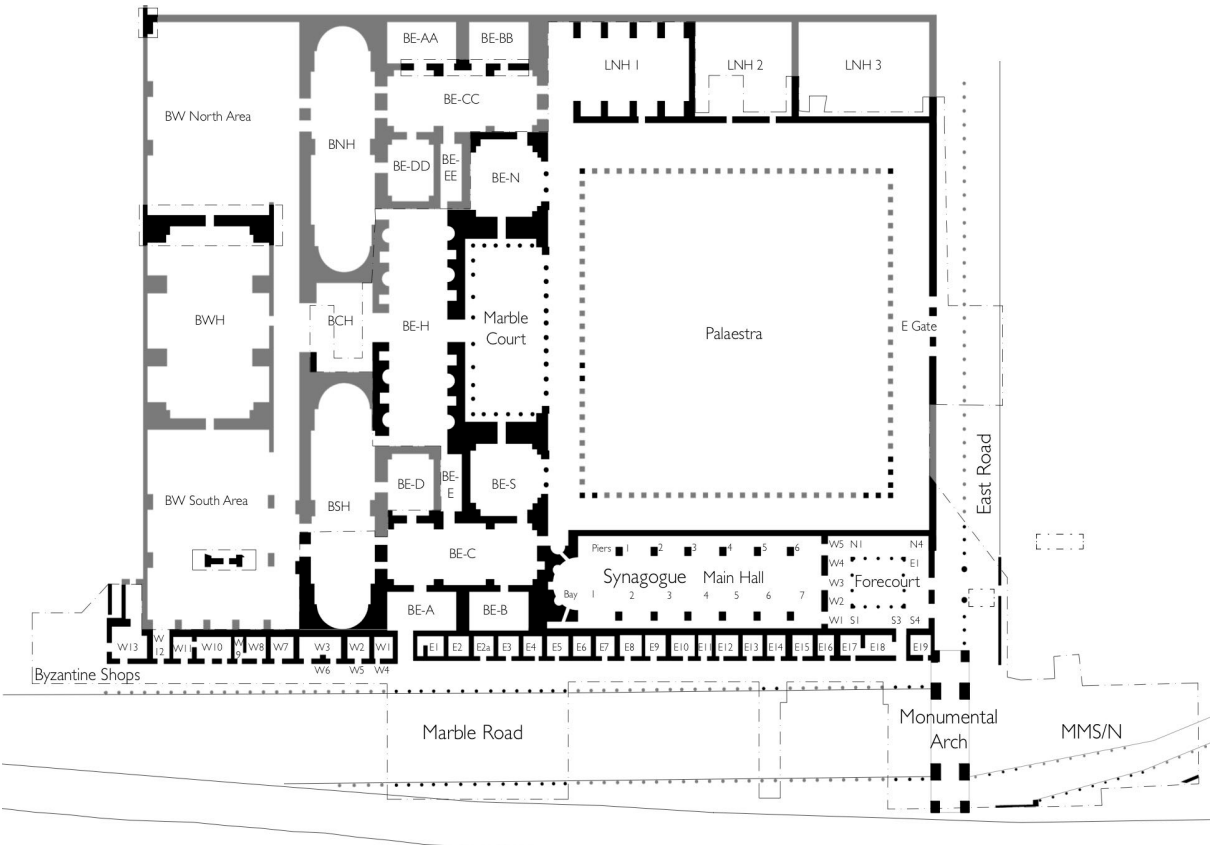 BE-AA
BE-BB
LNH 1
LNH 2
LNH 3
BE-CC
BW North Area
BNH
BE-DD
BE-
EE
BE-N
BWH
BCH
BE-H
Marble
Court
Palaestra
E Gate
East Road
BW South Area
BSH
BE-D
BE-
E
BE-S
BE-C
Piers 1 2 3 4 5 6
Synagogue Main Hall
Bay 1 2 3 4 5 6 7
W5 N1 N4
W4 E1
W3 Forecourt
W2
W1 S1 S3 S4
BE-A
BE-B
W13
W
12
W11
W10
W
9
W8
W7
W3
W2
W1
E1 E2 E2a E3 E4 E5 E6 E7 E8 E9 E10 E11 E12 E13 E14 E15 E16 E17 E18 E19
W6 W5 W4
Byzantine Shops
Marble Road
Monumental
Arch
MMS/N